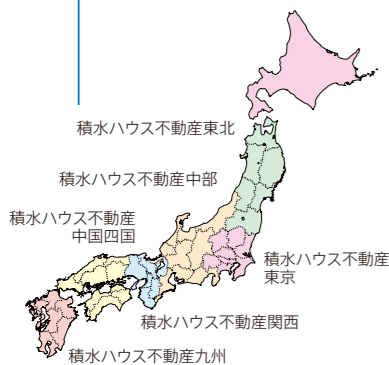 積水ハウス不動産東北
積水ハウス不動産中部
積水ハウス不動産
中国四国
積水ハウス不動産
東京
積水ハウス不動産関西
積水ハウス不動産九州